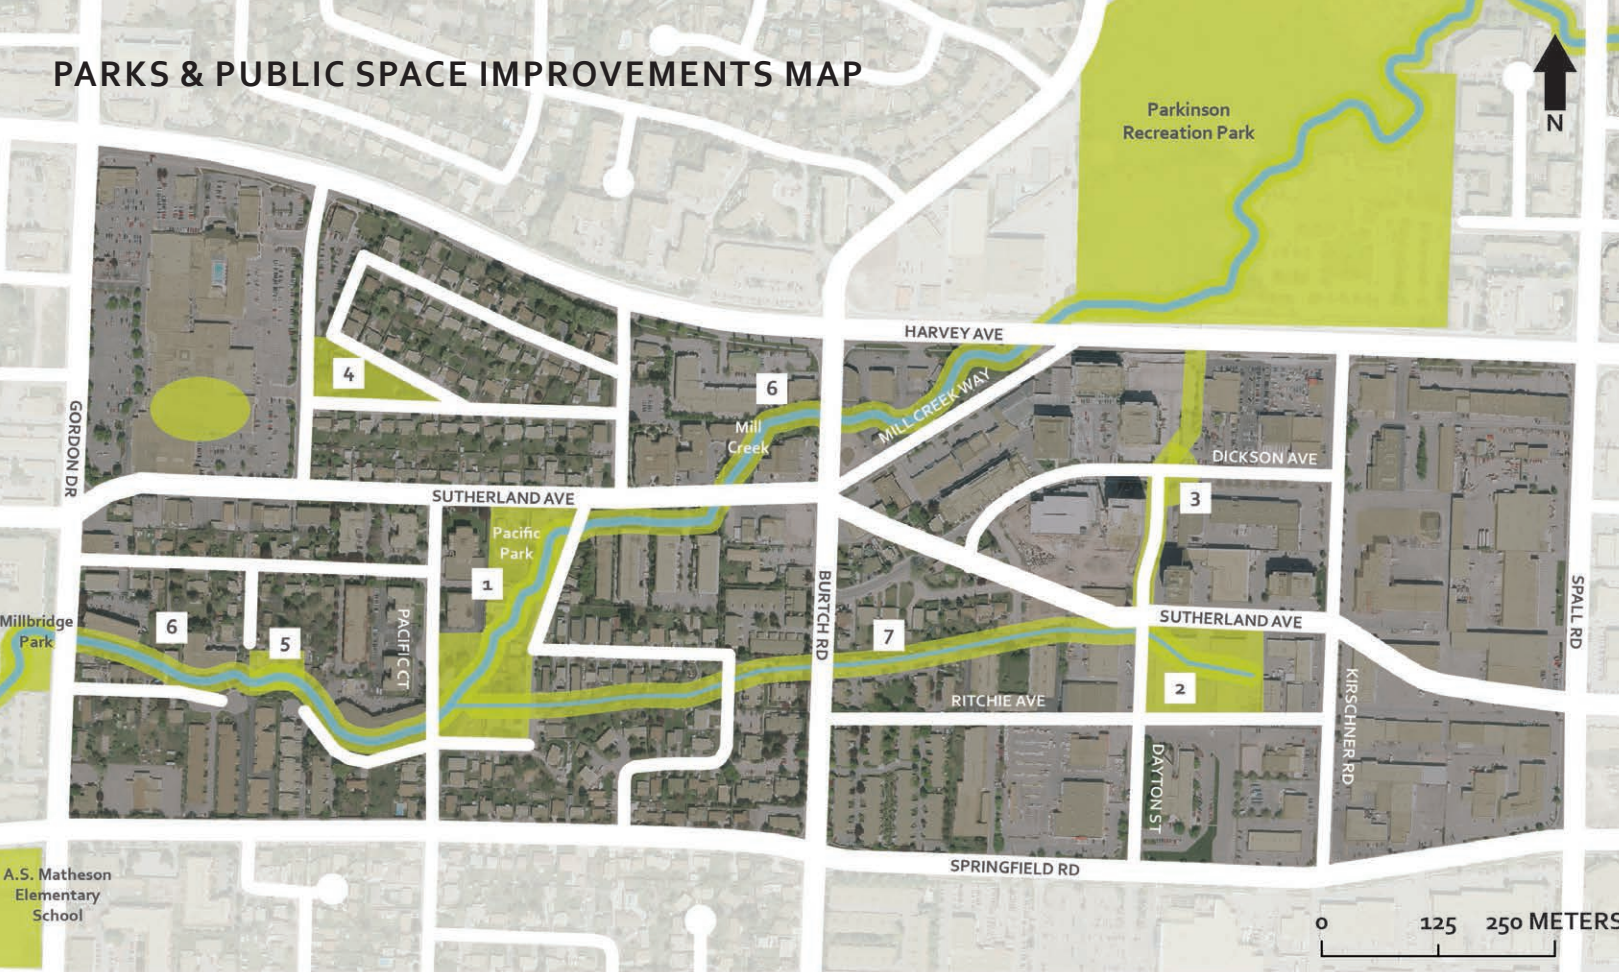 PARKS & PUBLIC SPACE IMPROVEMENTS MAP
Parkinson
Recreation Park
N
HARVEY AVE
4
6
MILL CREEK WAY
Mill
Creek
GORDON DR
DICKSON AVE
SUTHERLAND AVE
3
Pacific
Park
1
BURTCH RD
SPALL RD
Millbridge
Park
6
5
PACIFIC CT
7
SUTHERLAND AVE
2
RITCHIE AVE
KIRSCHNER RD
DAYTON ST
SPRINGFIELD RD
A.S. Matheson
Elementary
School
0 125 250 METERS